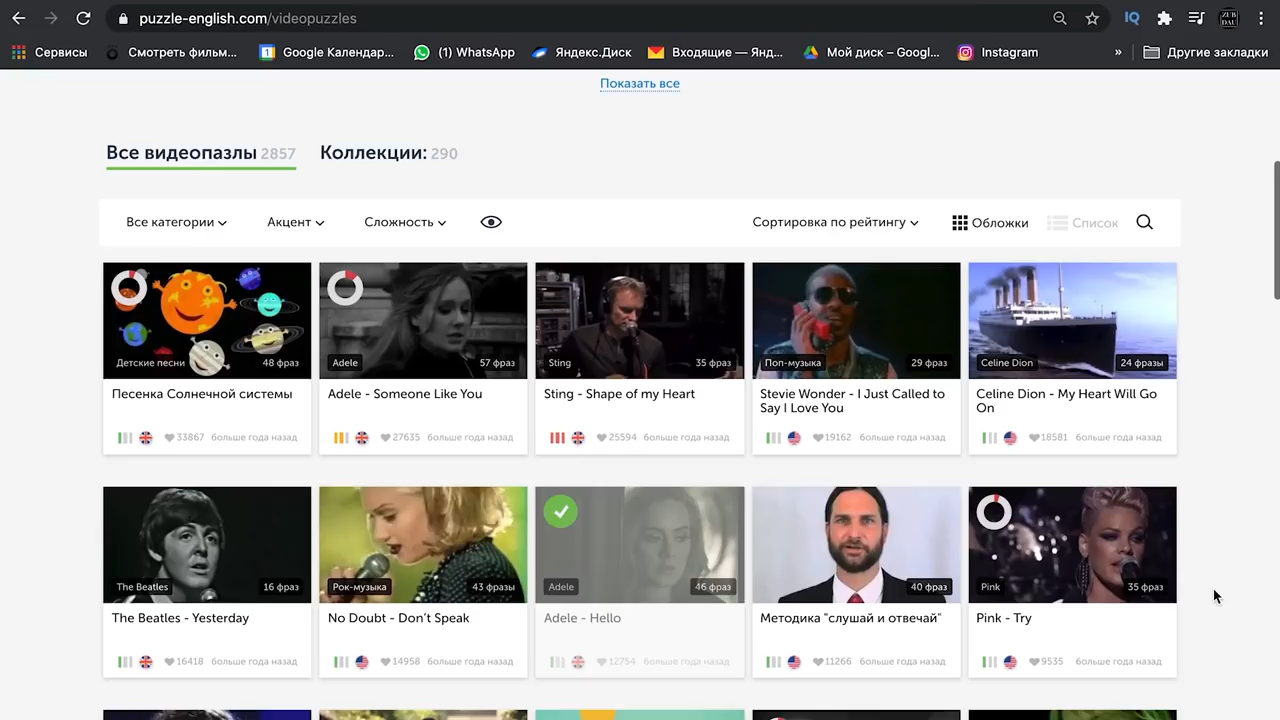 puzzle-english.com/videopuzzles
Сервисы
Смотреть фильм...
Google Календар...
(1) WhatsApp
Яндекс.Диск
Входящие — Янд...
Мой диск – Googl...
Instagram
»
Другие закладки
Показать все
Все видеопазлы 2857
Коллекции: 290
Все категории
Акцент
Сложность
Сортировка по рейтингу
Обложки
Список
Детские песни
48 фраз
Adele
57 фраз
Sting
35 фраз
Поп-музыка
29 фраз
Celine Dion
24 фразы
Песенка Солнечной системы
Adele - Someone Like You
Sting - Shape of my Heart
Stevie Wonder - I Just Called to
Say I Love You
Celine Dion - My Heart Will Go
On
33867 больше года назад
27635 больше года назад
25594 больше года назад
19162 больше года назад
18581 больше года назад
The Beatles
16 фраз
Рок-музыка
43 фразы
Adele
46 фраз
40 фраз
Pink
35 фраз
The Beatles - Yesterday
No Doubt - Don't Speak
Adele - Hello
Методика "слушай и отвечай"
Pink - Try
16418 больше года назад
14958 больше года назад
12754 больше года назад
11266 больше года назад
9535 больше года назад